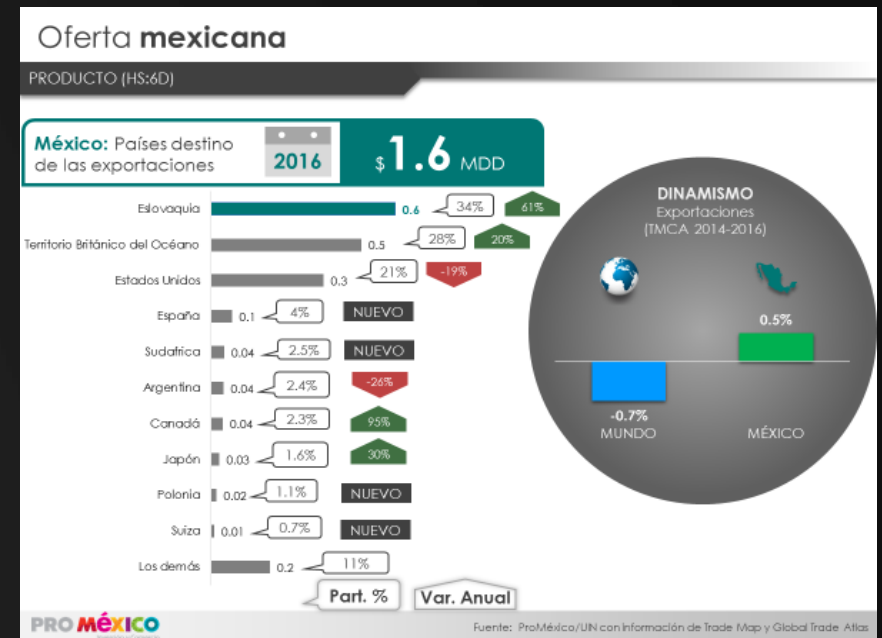 Oferta mexicana
PRODUCTO (HS:6D)
México: Países destino
de las exportaciones
2016
$1.6 MDD
Eslovaquia 0.6 34% 61%
Territorio Británico del Océano 0.5 28% 20%
Estados Unidos 0.3 21% -19%
España 0.1 4% NUEVO
Sudafrica 0.04 2.5% NUEVO
Argentina 0.04 2.4% -26%
Canadá 0.04 2.3% 95%
Japón 0.03 1.6% 30%
Polonia 0.02 1.1% NUEVO
Suiza 0.01 0.7% NUEVO
Los demás 0.2 11%
Part. % Var. Anual
DINAMISMO
Exportaciones
(TMCA 2014-2016)
0.5%
-0.7%
MUNDO MÉXICO
PRO MÉXICO
Fuente: ProMéxico/UIN con información de Trade Map y Global Trade Atlas